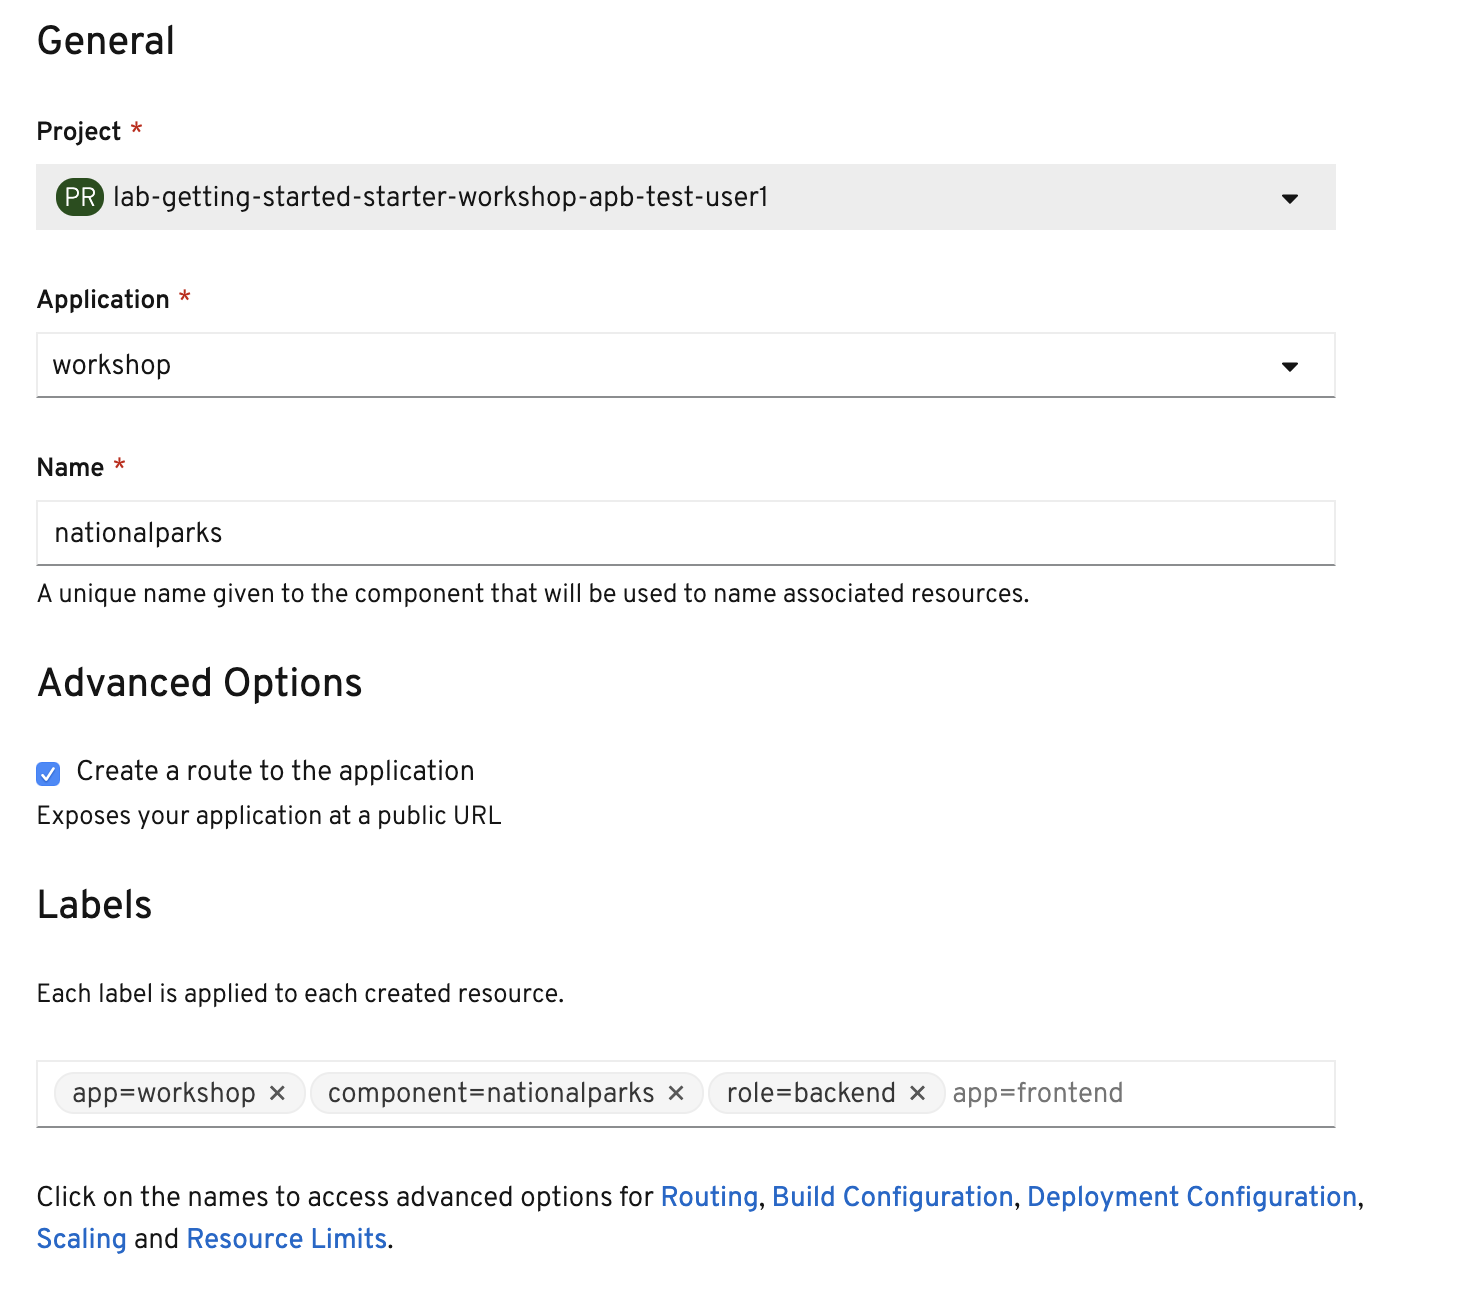 General
Project *
PR lab-getting-started-starter-workshop-apb-test-user1
Application *
workshop
Name *
nationalparks
A unique name given to the component that will be used to name associated resources.
Advanced Options
Create a route to the application
Exposes your application at a public URL
Labels
Each label is applied to each created resource.
app=workshop × component=nationalparks × role=backend × app=frontend
Click on the names to access advanced options for Routing, Build Configuration, Deployment Configuration,
Scaling and Resource Limits.